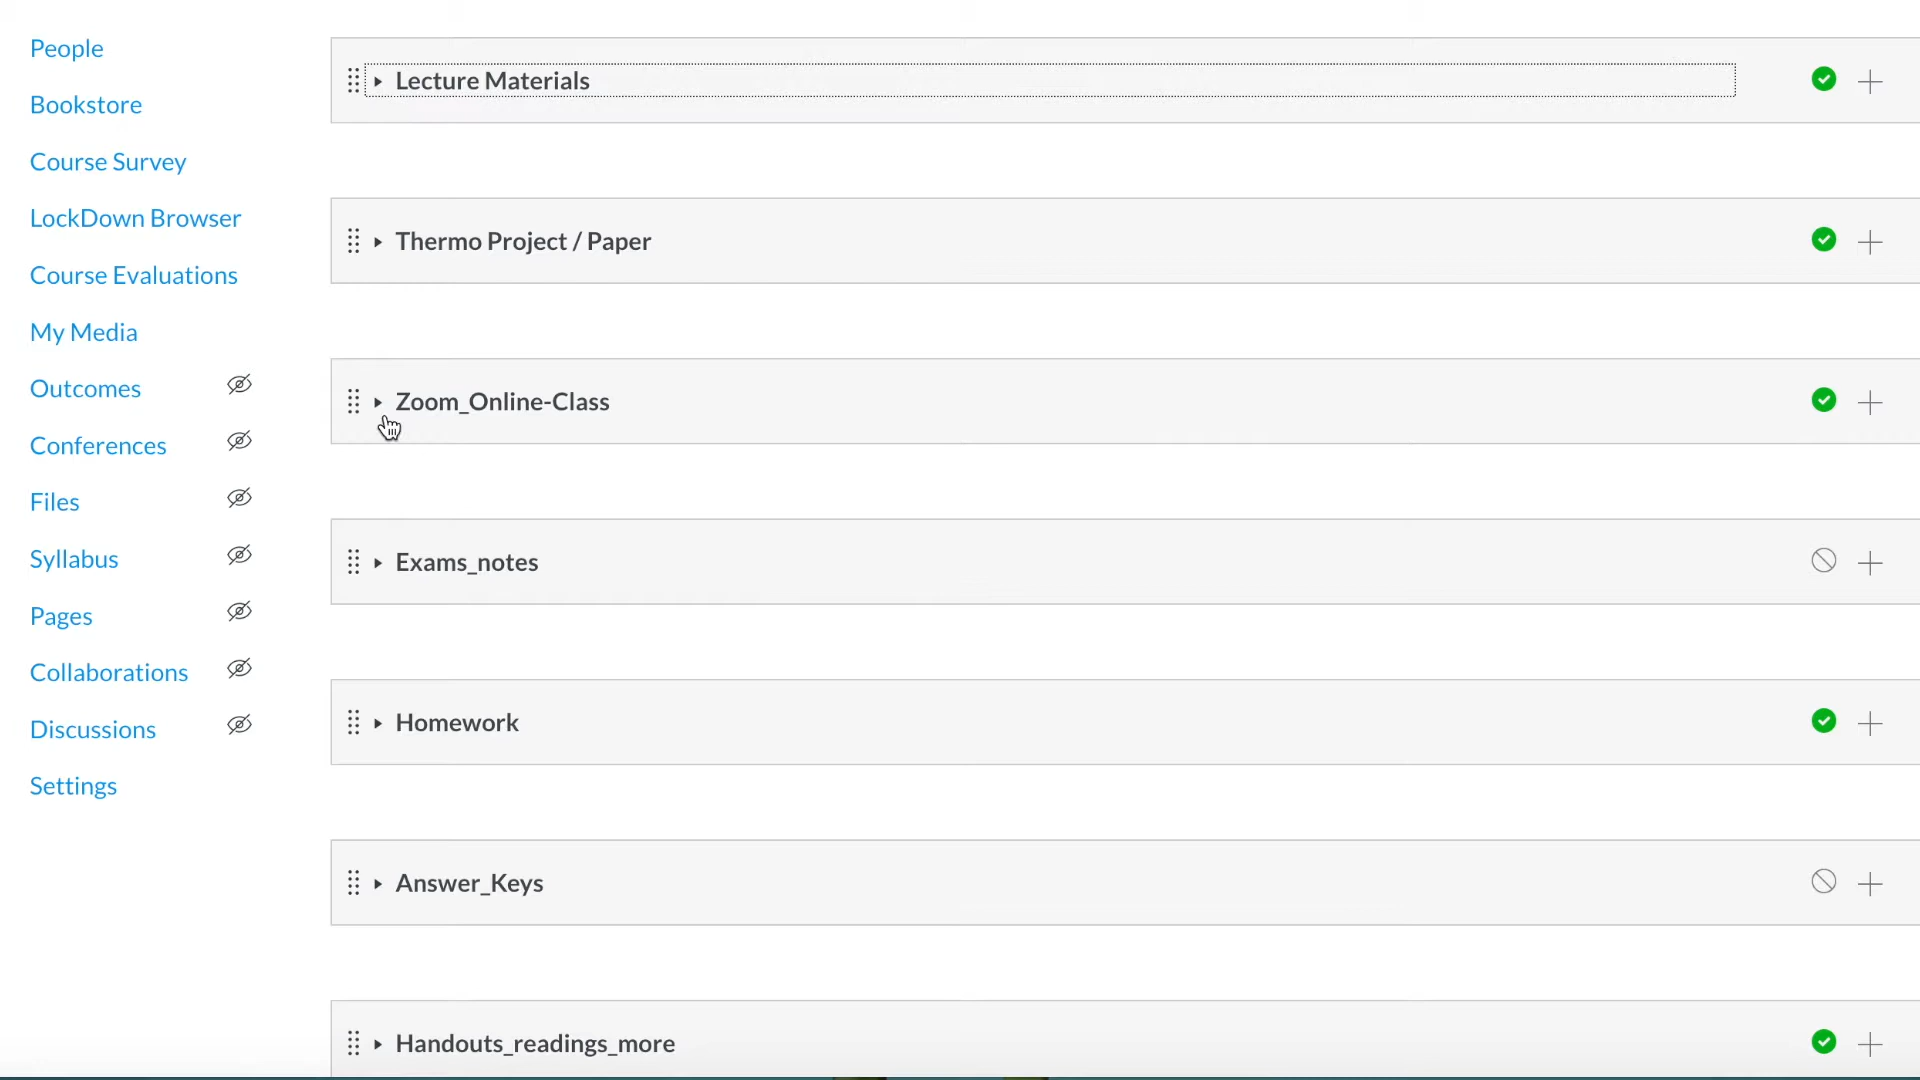 People
Bookstore
Course Survey
LockDown Browser
Course Evaluations
My Media
Outcomes
Conferences
Files
Syllabus
Pages
Collaborations
Discussions
Settings
Lecture Materials
Thermo Project / Paper
Zoom_Online-Class
Exams_notes
Homework
Answer_Keys
Handouts_readings_more